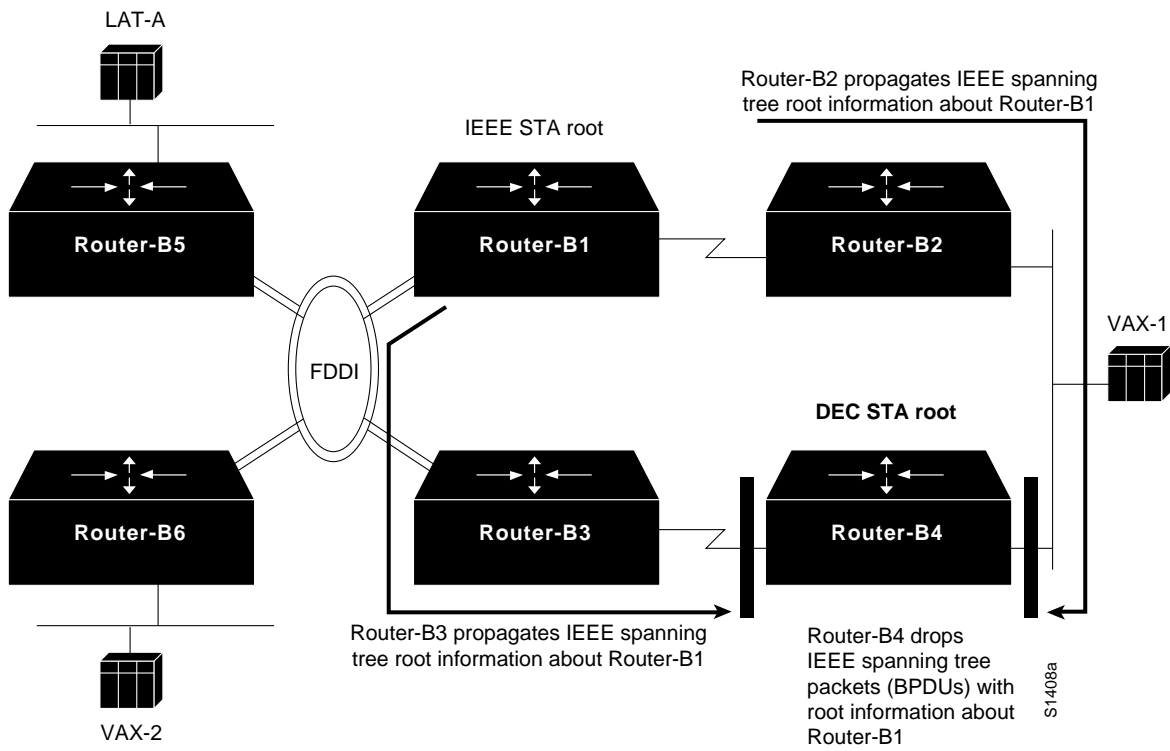 LAT-A
Router-B2 propagates IEEE spanning
tree root information about Router-B1
IEEE STA root
Router-B5
Router-B1
Router-B2
VAX-1
FDDI
DEC STA root
Router-B6
Router-B3
Router-B4
Router-B3 propagates IEEE spanning
tree root information about Router-B1
Router-B4 drops
IEEE spanning tree
packets (BPDUs) with
root information about
Router-B1
S1408a
VAX-2